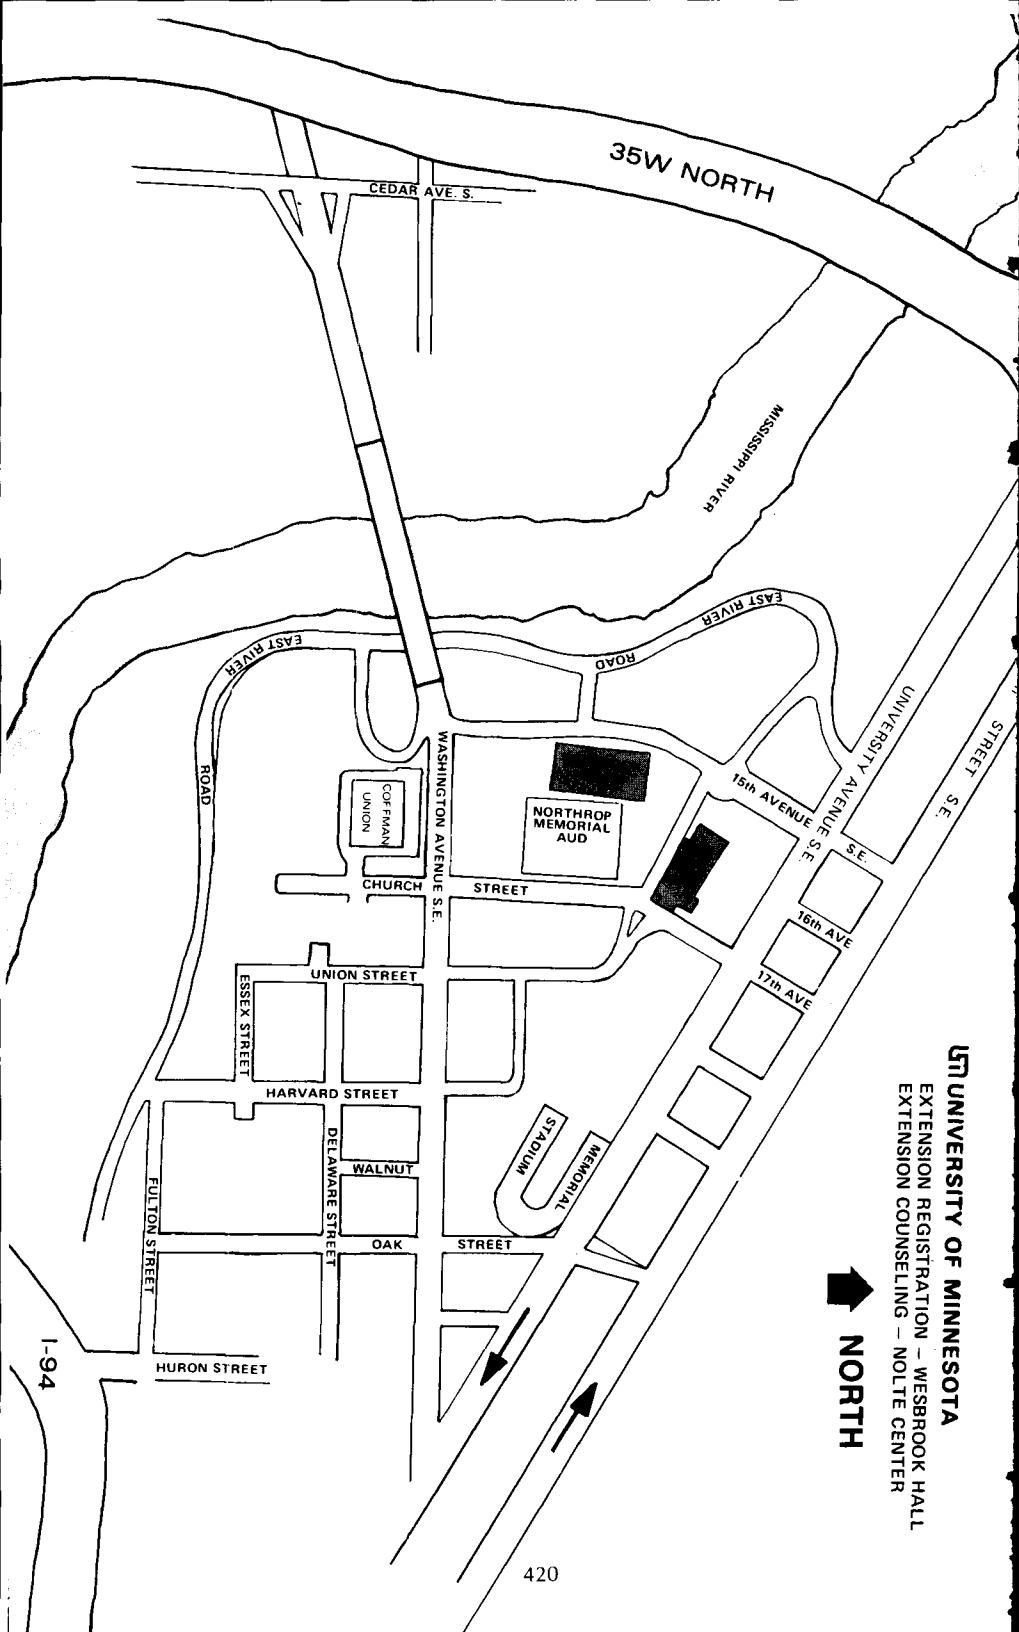 UNIVERSITY OF MINNESOTA
EXTENSION REGISTRATION – WESBROOK HALL
EXTENSION COUNSELING – NOLTE CENTER
NORTH
35W NORTH
CEDAR AVE. S.
MISSISSIPPI RIVER
EAST RIVER
ROAD
EAST RIVER
ROAD
UNIVERSITY AVENUE S.E.
STREET S.E.
15th AVENUE S.E.
16th AVE
17th AVE
WASHINGTON AVENUE S.E.
COFFMAN
UNION
NORTHROP
MEMORIAL
AUD
CHURCH STREET
UNION STREET
ESSEX STREET
HARVARD STREET
DELAWARE STREET
WALNUT
MEMORIAL
STADIUM
FULTON STREET
OAK STREET
HURON STREET
I-94
420